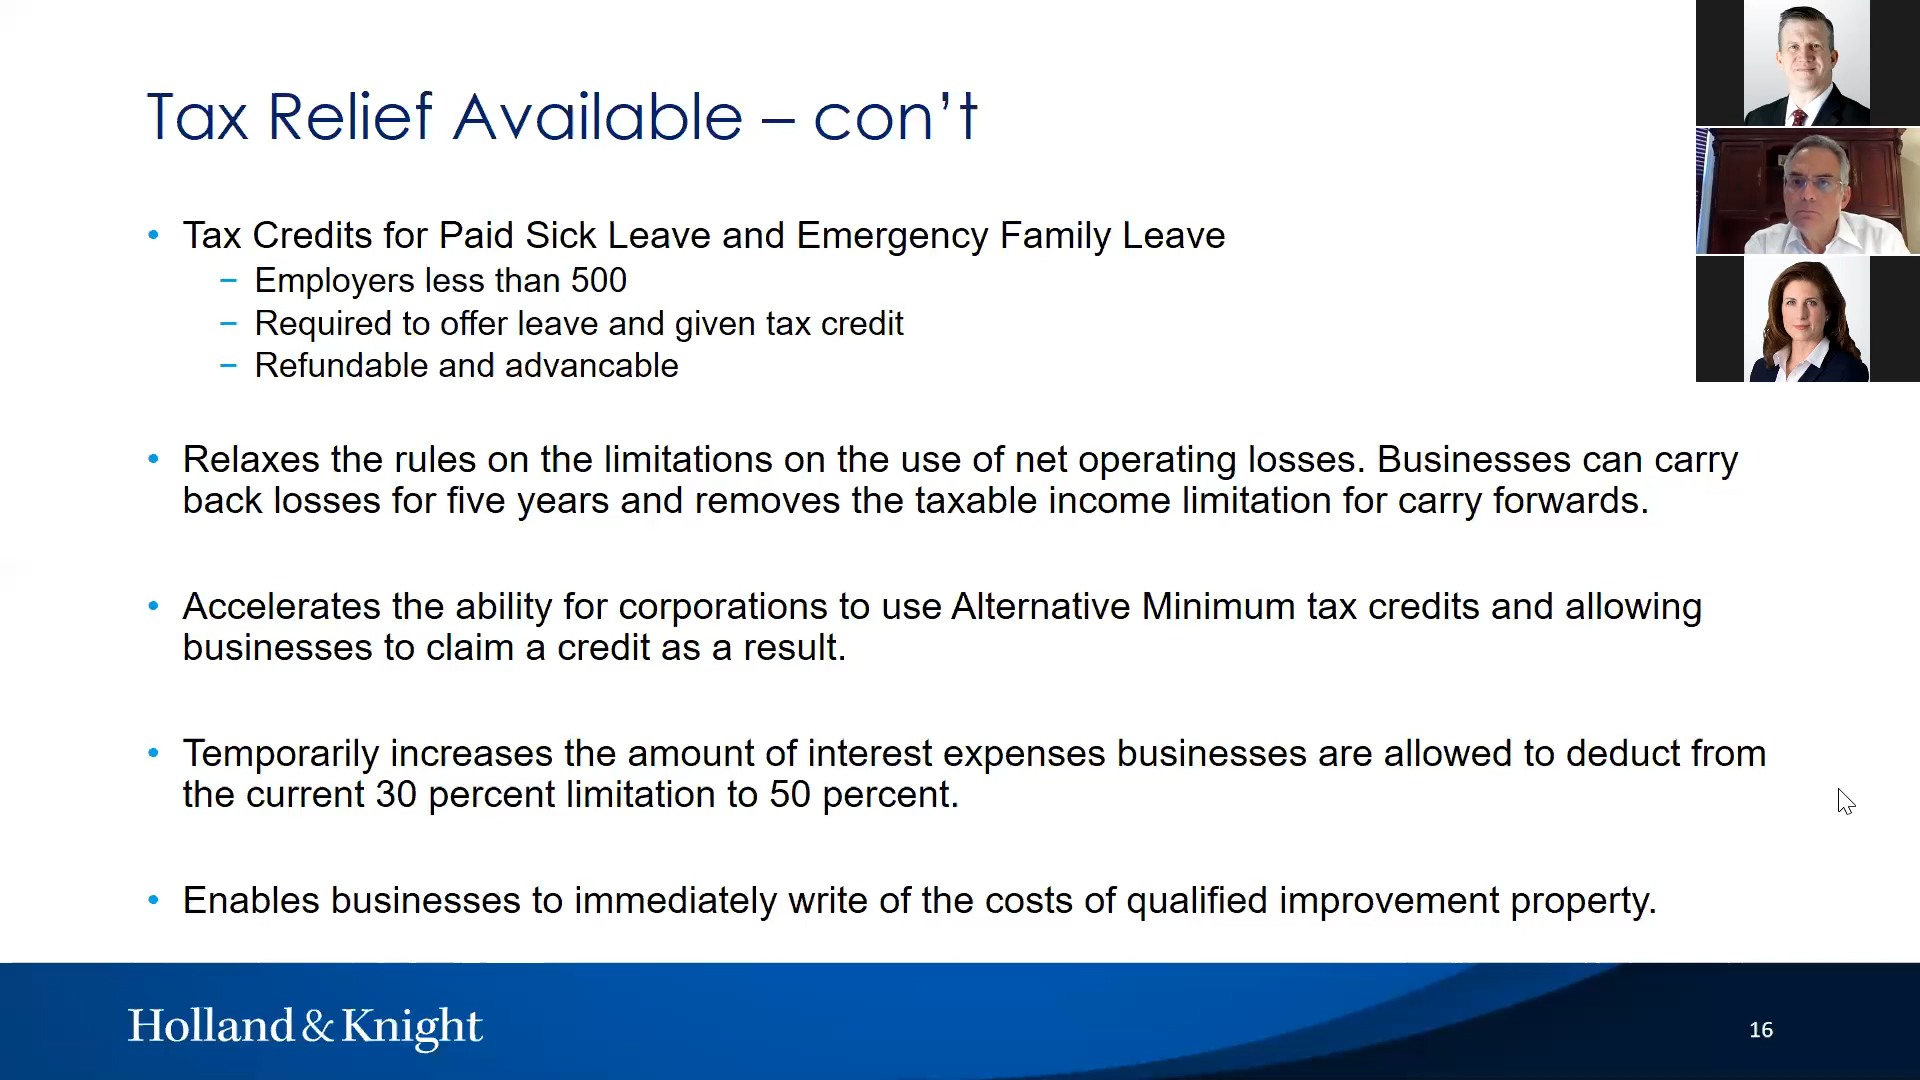 Tax Relief Available – con’t
• Tax Credits for Paid Sick Leave and Emergency Family Leave
– Employers less than 500
– Required to offer leave and given tax credit
– Refundable and advancable
• Relaxes the rules on the limitations on the use of net operating losses. Businesses can carry
back losses for five years and removes the taxable income limitation for carry forwards.
• Accelerates the ability for corporations to use Alternative Minimum tax credits and allowing
businesses to claim a credit as a result.
• Temporarily increases the amount of interest expenses businesses are allowed to deduct from
the current 30 percent limitation to 50 percent.
• Enables businesses to immediately write of the costs of qualified improvement property.
Holland & Knight
16